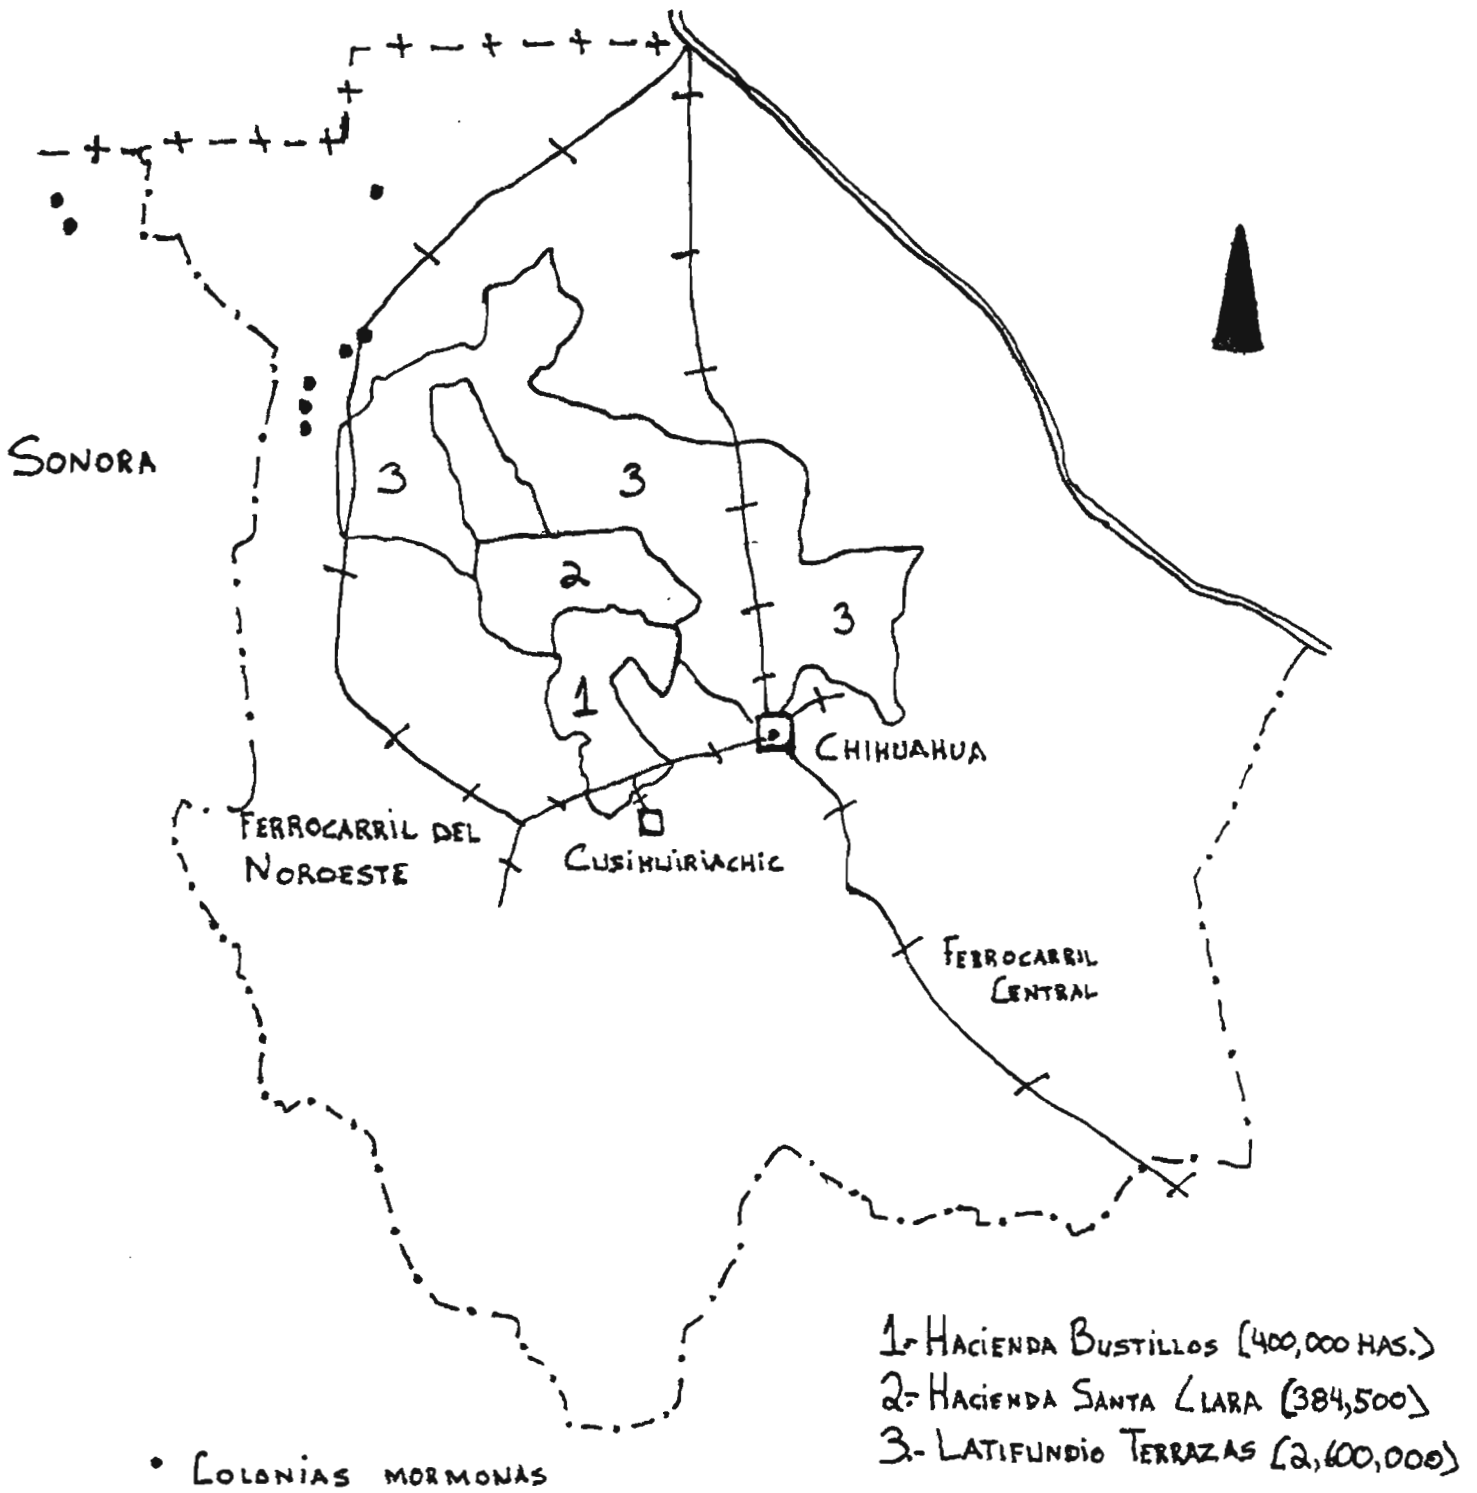 3
3
SONORA
2
3
1
CHIHUAHUA
FERROCARRIL DEL
NOROESTE
CUSIHUIRIACHIC
FERROCARRIL
CENTRAL
1.- HACIENDA BUSTILLOS (400,000 HAS.)
2.- HACIENDA SANTA CLARA (384,500)
3.- LATIFUNDIO TERRAZAS (2,600,000)
• COLONIAS MORMONAS